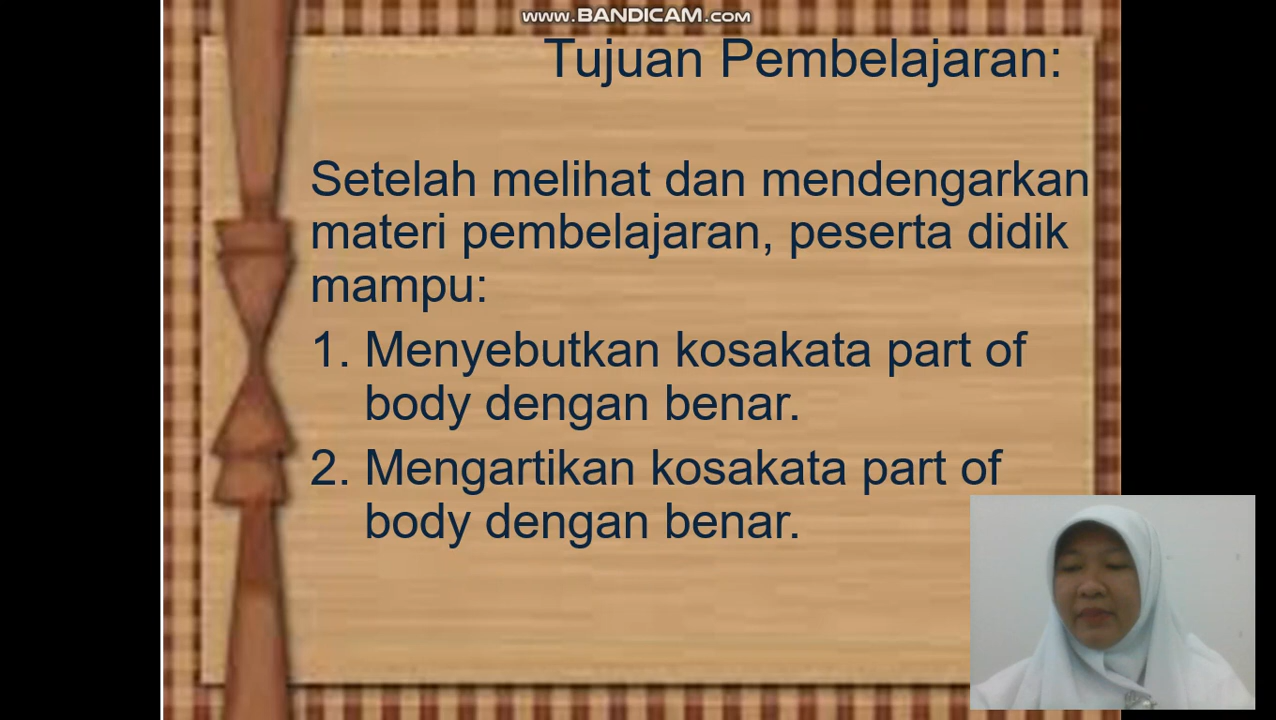 www.BANDICAM.com
Tujuan Pembelajaran:
Setelah melihat dan mendengarkan
materi pembelajaran, peserta didik
mampu:
1. Menyebutkan kosakata part of
body dengan benar.
2. Mengartikan kosakata part of
body dengan benar.